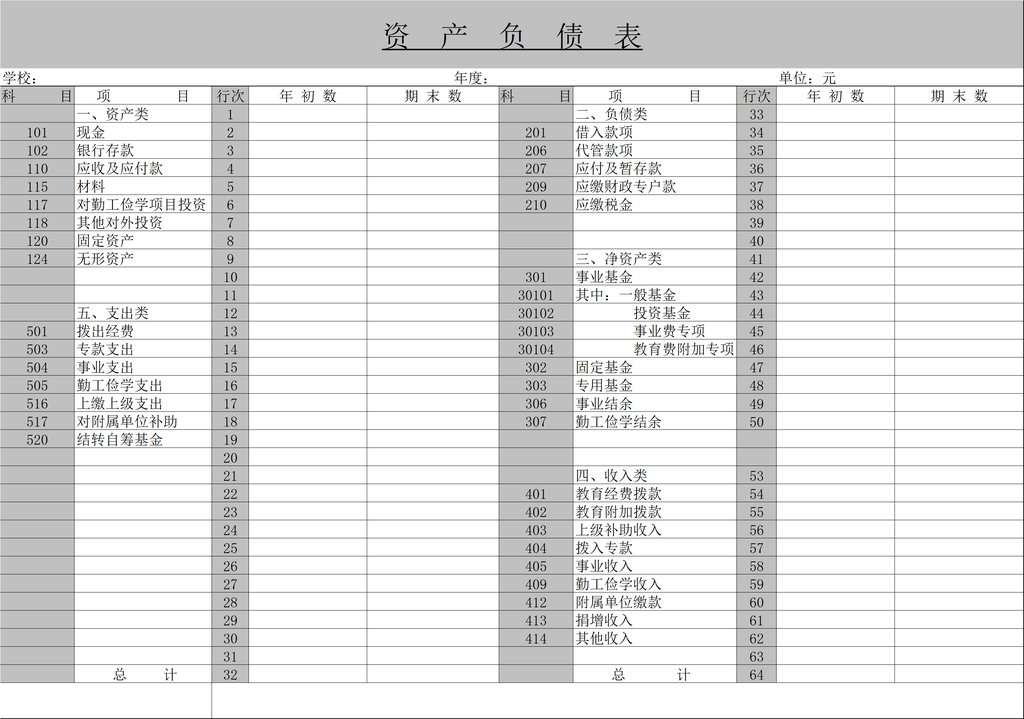 资 产 负 债 表
学校： 年度： 单位：元
科 目 项 目 行次 年 初 数 期 末 数 科 目 项 目 行次 年 初 数 期 末 数
一、资产类 1 二、负债类 33
101 现金 2 201 借入款项 34
102 银行存款 3 206 代管款项 35
110 应收及应付款 4 207 应付及暂存款 36
115 材料 5 209 应缴财政专户款 37
117 对勤工俭学项目投资 6 210 应缴税金 38
118 其他对外投资 7 39
120 固定资产 8 40
124 无形资产 9 三、净资产类 41
10 301 事业基金 42
11 30101 其中：一般基金 43
五、支出类 12 30102 投资基金 44
501 拨出经费 13 30103 事业费专项 45
503 专款支出 14 30104 教育费附加专项 46
504 事业支出 15 302 固定基金 47
505 勤工俭学支出 16 303 专用基金 48
516 上缴上级支出 17 306 事业结余 49
517 对附属单位补助 18 307 勤工俭学结余 50
520 结转自筹基金 19
20
21 四、收入类 53
22 401 教育经费拨款 54
23 402 教育附加拨款 55
24 403 上级补助收入 56
25 404 拨入专款 57
26 405 事业收入 58
27 409 勤工俭学收入 59
28 412 附属单位缴款 60
29 413 捐增收入 61
30 414 其他收入 62
31 63
总 计 32 总 计 64